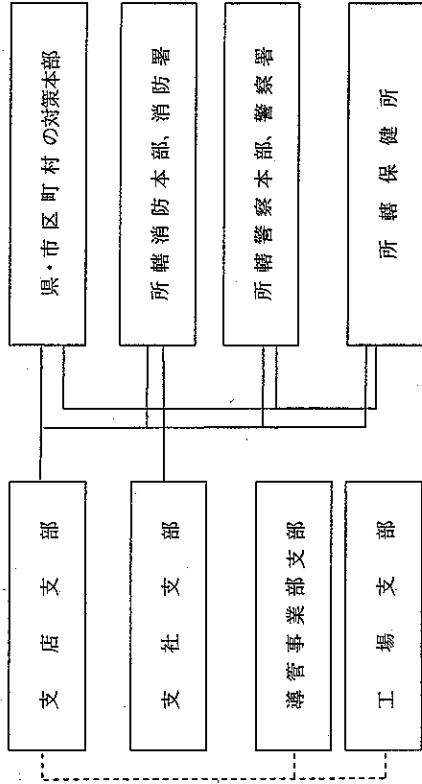 県・市区町村の対策本部
所轄消防本部、消防署
所轄警察本部、警察署
所轄保健所
支店支部
支社支部
導管事業部支部
工場支部